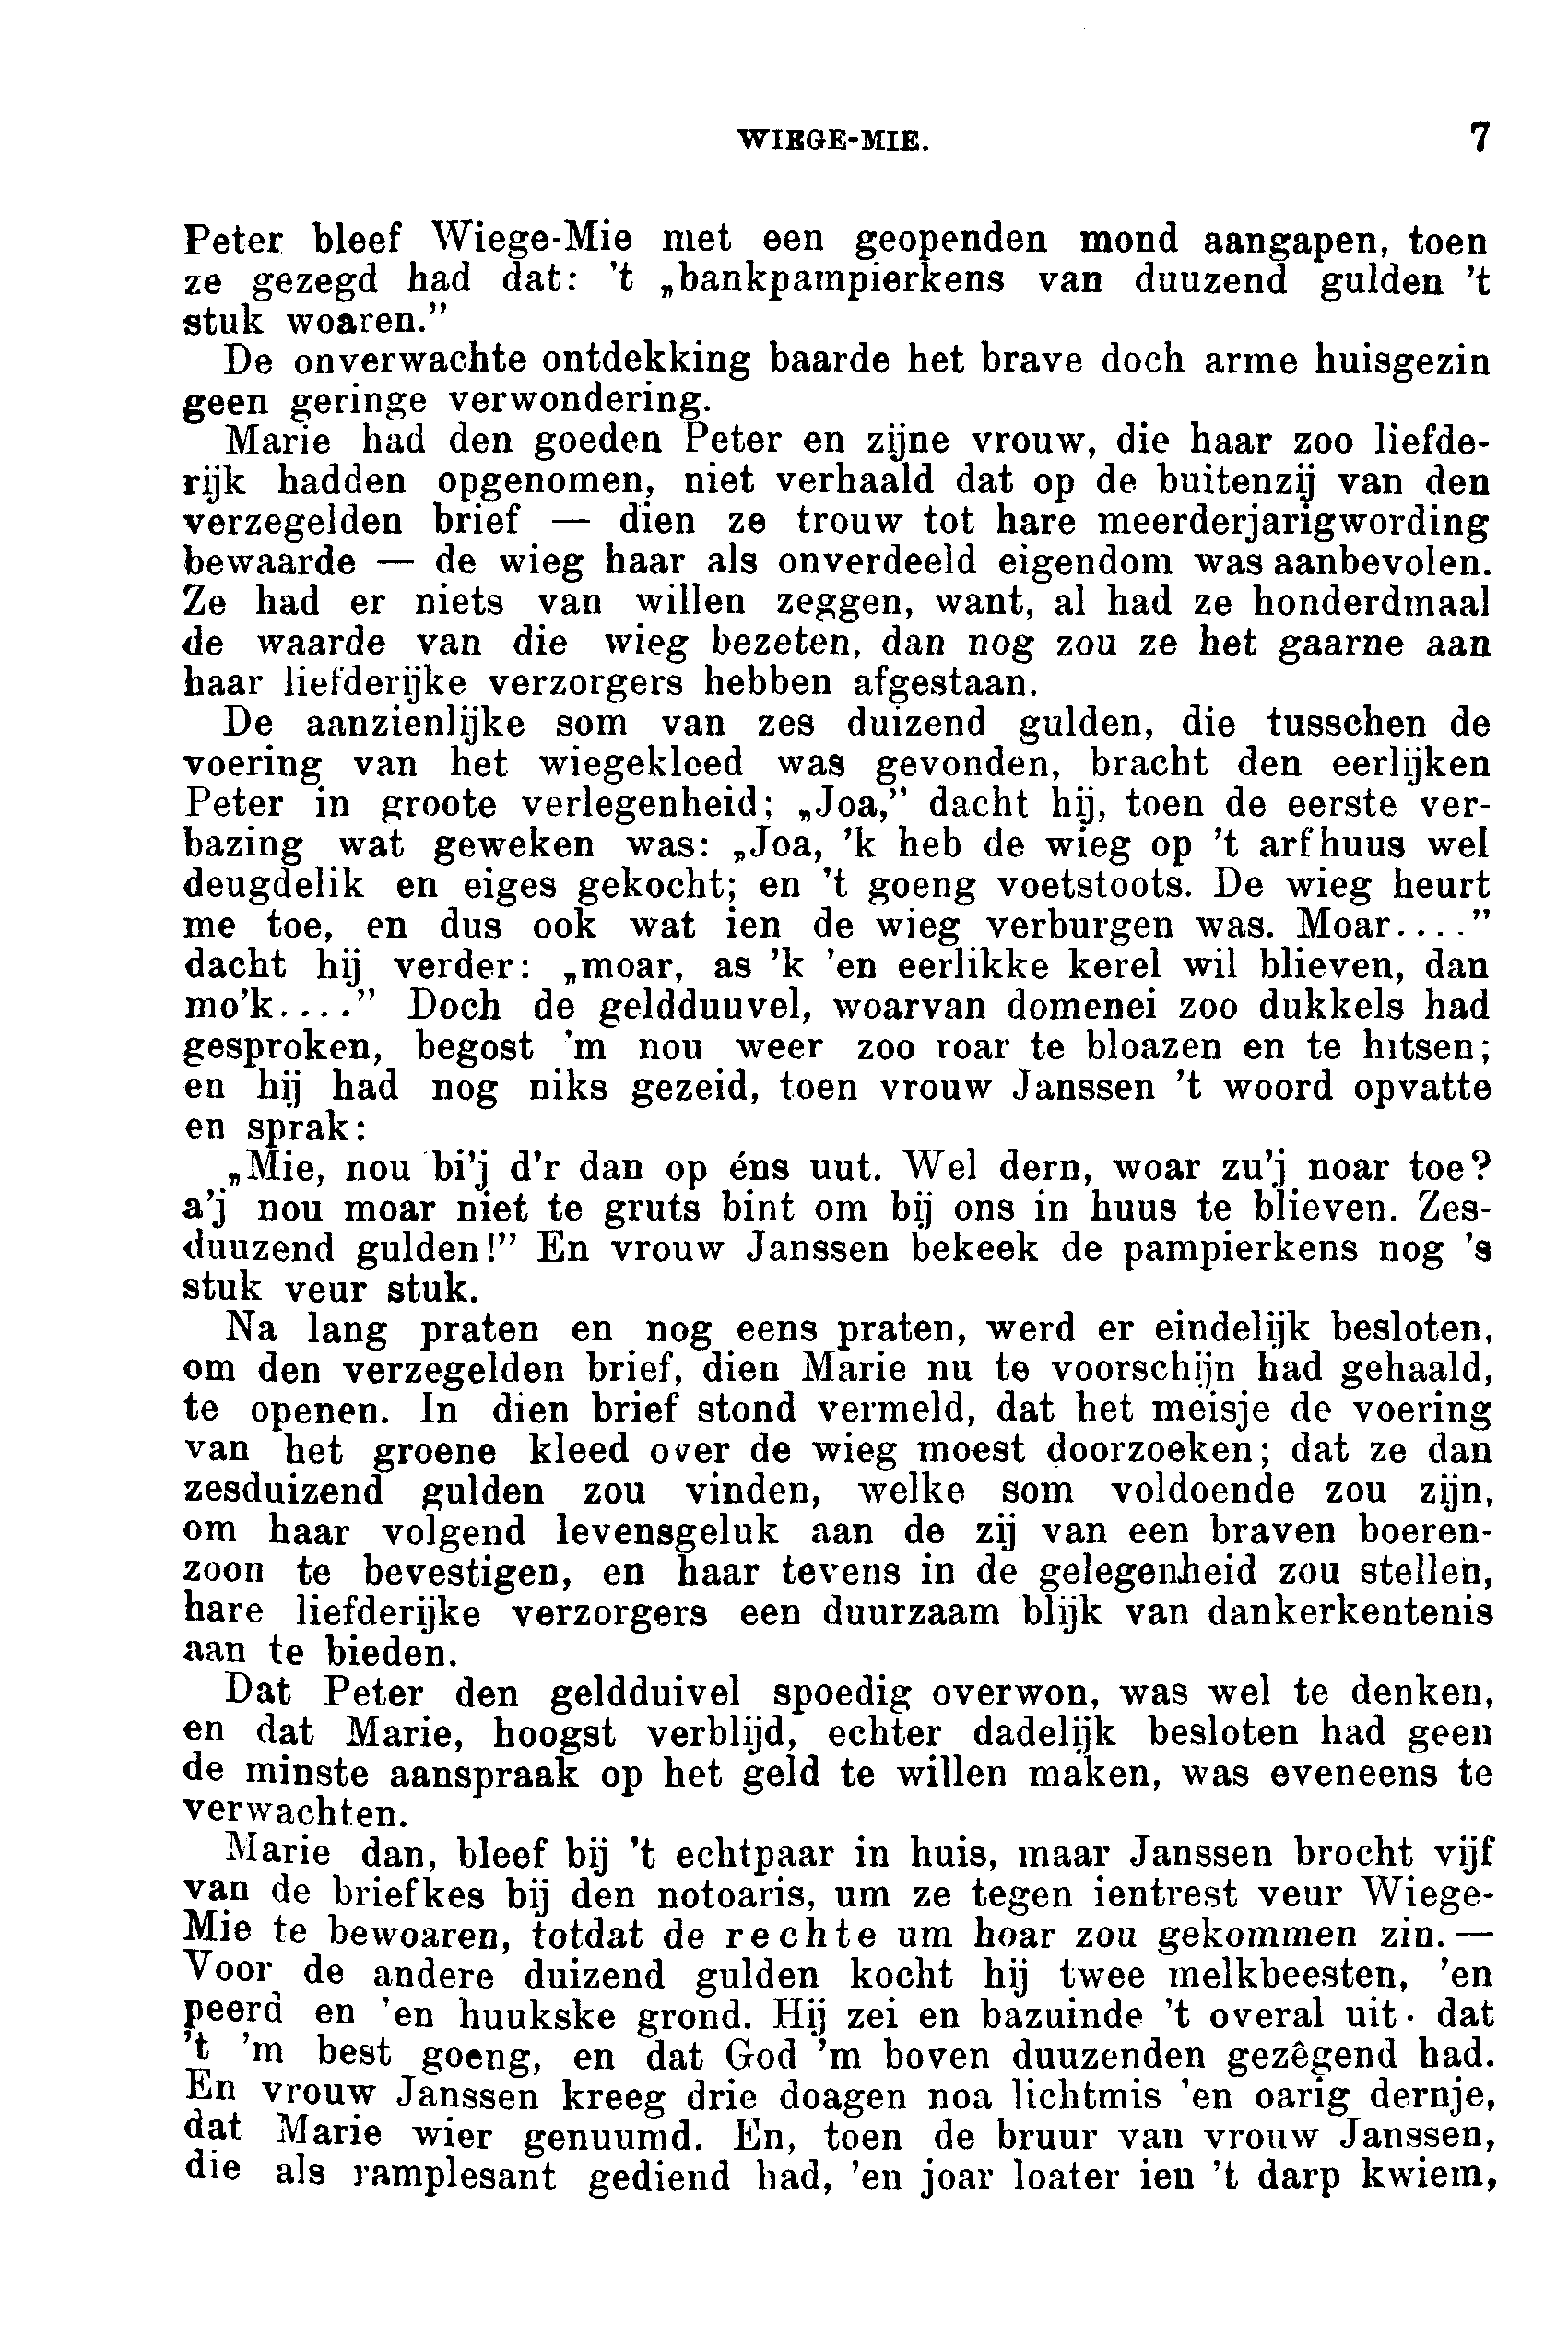 WIEGE-MIE. 7
Peter bleef Wiege-Mie met een geopenden mond aangapen, toen
ze gezegd had dat: 't „bankpampierkens van duuzend gulden 't
stuk woaren.”
De onverwachte ontdekking baarde het brave doch arme huisgezin
geen geringe verwondering.
Marie had den goeden Peter en zijne vrouw, die haar zoo liefde-
rijk hadden opgenomen, niet verhaald dat op de buitenzij van den
verzegelden brief — dien ze trouw tot hare meerderjarigwording
bewaarde — de wieg haar als onverdeeld eigendom was aanbevolen.
Ze had er niets van willen zeggen, want, al had ze honderdmaal
de waarde van die wieg bezeten, dan nog zou ze het gaarne aan
haar liefderijke verzorgers hebben afgestaan.
De aanzienlijke som van zes duizend gulden, die tusschen de
voering van het wiegekleed was gevonden, bracht den eerlijken
Peter in groote verlegenheid; „Joa,” dacht hij, toen de eerste ver-
bazing wat geweken was: „Joa, 'k heb de wieg op 't arfhuus wel
deugdelik en eiges gekocht; en 't goeng voetstoots. De wieg heurt
me toe, en dus ook wat ien de wieg verburgen was. Moar....”
dacht hij verder: „moar, as 'k 'en eerlikke kerel wil blieven, dan
mo'k....” Doch de geldduuvel, woarvan domenei zoo dukkels had
gesproken, begost 'm nou weer zoo roar te bloazen en te hitsen;
en hij had nog niks gezeid, toen vrouw Janssen 't woord opvatte
en sprak:
„Mie, nou bi'j d'r dan op éns uut. Wel dern, woar zu'j noar toe?
a'j nou moar niet te gruts bint om bij ons in huus te blieven. Zes-
duuzend gulden!” En vrouw Janssen bekeek de pampierkens nog 's
stuk veur stuk.
Na lang praten en nog eens praten, werd er eindelijk besloten,
om den verzegelden brief, dien Marie nu te voorschijn had gehaald,
te openen. In dien brief stond vermeld, dat het meisje de voering
van het groene kleed over de wieg moest doorzoeken; dat ze dan
zesduizend gulden zou vinden, welke som voldoende zou zijn,
om haar volgend levensgeluk aan de zij van een braven boeren-
zoon te bevestigen, en haar tevens in de gelegenheid zou stellen,
hare liefderijke verzorgers een duurzaam blijk van dankerkentenis
aan te bieden.
Dat Peter den geldduivel spoedig overwon, was wel te denken,
en dat Marie, hoogst verblijd, echter dadelijk besloten had geen
de minste aanspraak op het geld te willen maken, was eveneens te
verwachten.
Marie dan, bleef bij 't echtpaar in huis, maar Janssen brocht vijf
van de briefkes bij den notoaris, um ze tegen ientrest veur Wiege-
Mie te bewoaren, totdat de rechte um hoar zou gekommen zin. —
Voor de andere duizend gulden kocht hij twee melkbeesten, 'en
peerd en 'en huukske grond. Hij zei en bazuinde 't overal uit. dat
't 'm best goeng, en dat God 'm boven duuzenden gezêgend had.
En vrouw Janssen kreeg drie doagen noa lichtmis 'en oarig dernje,
dat Marie wier genuumd. En, toen de bruur van vrouw Janssen,
die als ramplesant gediend had, 'en joar loater ien 't darp kwiem,